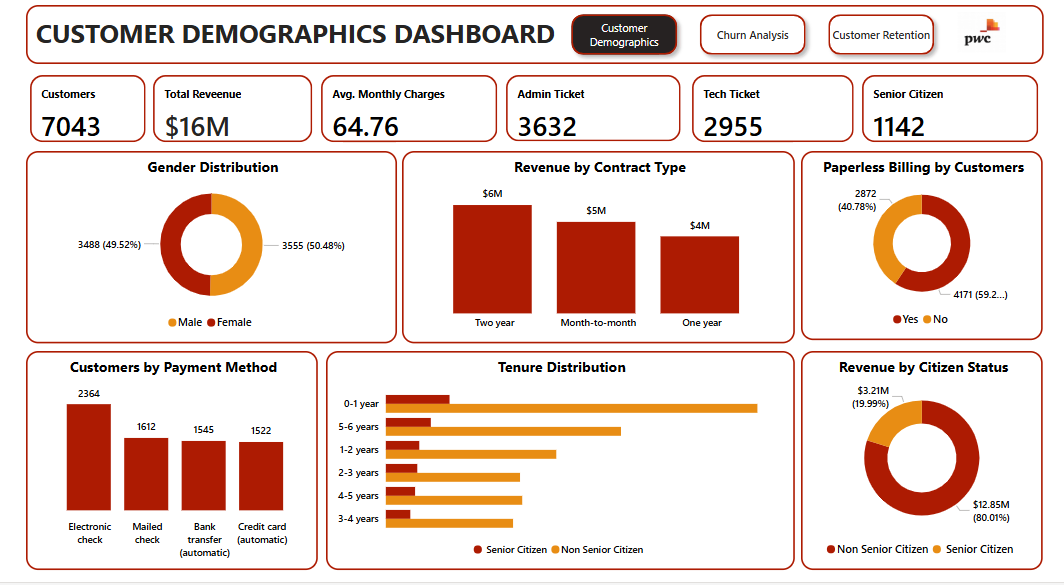 CUSTOMER DEMOGRAPHICS DASHBOARD
Customer
Demographics
Churn Analysis
Customer Retention
pwc
Customers
7043
Total Reveenue
$16M
Avg. Monthly Charges
64.76
Admin Ticket
3632
Tech Ticket
2955
Senior Citizen
1142
Gender Distribution
3488 (49.52%)
3555 (50.48%)
Male Female
Revenue by Contract Type
$6M
$5M
$4M
Two year
Month-to-month
One year
Paperless Billing by Customers
2872
(40.78%)
4171 (59.2...)
Yes No
Customers by Payment Method
2364
1612
1545
1522
Electronic
check
Mailed
check
Bank
transfer
(automatic)
Credit card
(automatic)
Tenure Distribution
0-1 year
5-6 years
1-2 years
2-3 years
4-5 years
3-4 years
Senior Citizen Non Senior Citizen
Revenue by Citizen Status
$3.21M
(19.99%)
$12.85M
(80.01%)
Non Senior Citizen Senior Citizen